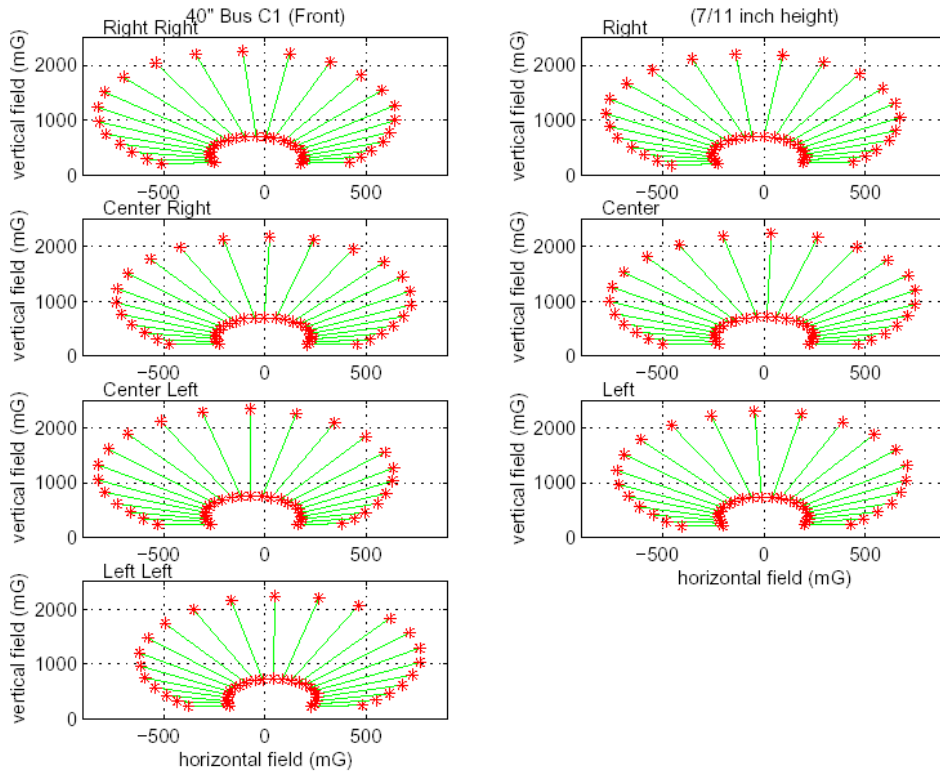 40" Bus C1 (Front)
(7/11 inch height)
Right Right
vertical field (mG)
2000
1000
0
−500 0 500
Right
vertical field (mG)
2000
1000
0
−500 0 500
Center Right
vertical field (mG)
2000
1000
0
−500 0 500
Center
vertical field (mG)
2000
1000
0
−500 0 500
Center Left
vertical field (mG)
2000
1000
0
−500 0 500
Left
vertical field (mG)
2000
1000
0
−500 0 500
horizontal field (mG)
Left Left
vertical field (mG)
2000
1000
0
−500 0 500
horizontal field (mG)